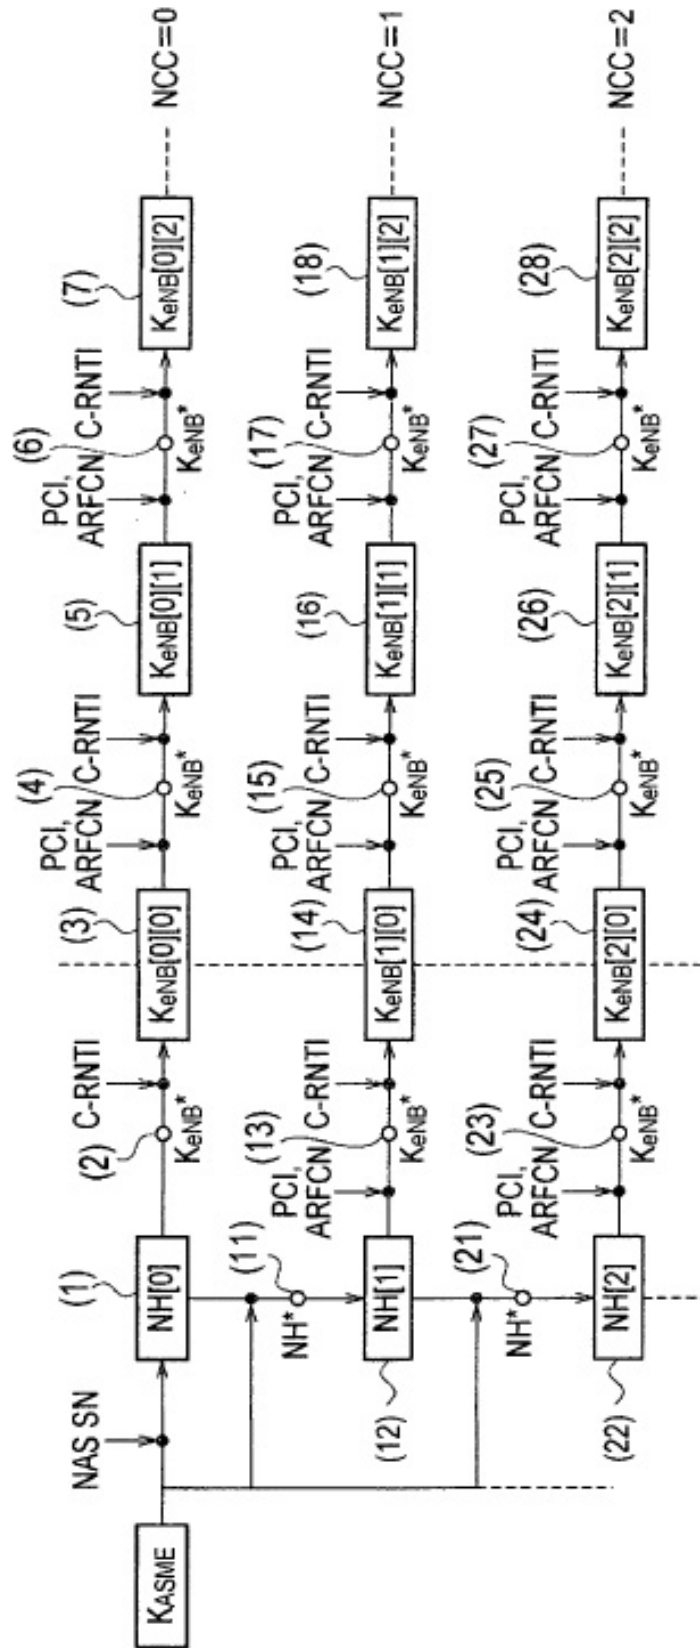 KASME
NAS SN
(1)
NH[0]
(2)
KeNB*
C-RNTI
(3)
KeNB[0][0]
PCI,
ARFCN
(4)
KeNB*
C-RNTI
(5)
KeNB[0][1]
PCI,
ARFCN
(6)
KeNB*
C-RNTI
(7)
KeNB[0][2]
NCC=0
(11)
NH*
NH[1]
(12)
PCI,
ARFCN
(13)
KeNB*
C-RNTI
(14)
KeNB[1][0]
PCI,
ARFCN
(15)
KeNB*
C-RNTI
(16)
KeNB[1][1]
PCI,
ARFCN
(17)
KeNB*
C-RNTI
(18)
KeNB[1][2]
NCC=1
(21)
NH*
NH[2]
(22)
PCI,
ARFCN
(23)
KeNB*
C-RNTI
(24)
KeNB[2][0]
PCI,
ARFCN
(25)
KeNB*
C-RNTI
(26)
KeNB[2][1]
PCI,
ARFCN
(27)
KeNB*
C-RNTI
(28)
KeNB[2][2]
NCC=2